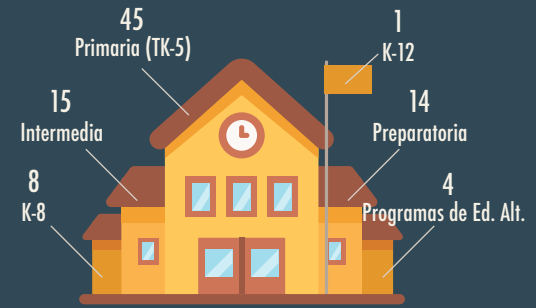 45
Primaria (TK-5)
1
K-12
15
Intermedia
14
Preparatoria
8
K-8
4
Programas de Ed. Alt.